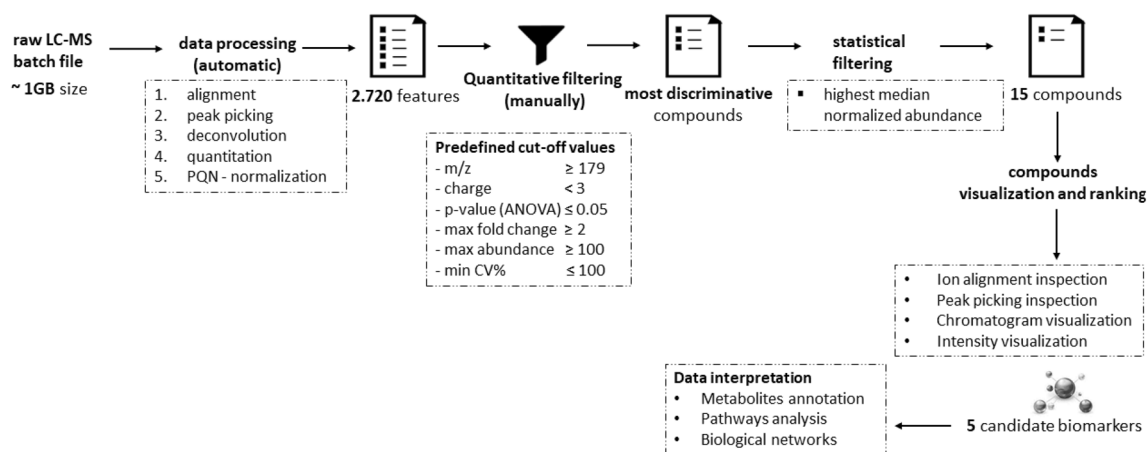 raw LC-MS
batch file
~ 1GB size
data processing
(automatic)
1. alignment
2. peak picking
3. deconvolution
4. quantitation
5. PQN - normalization
2.720 features
Quantitative filtering
(manually)
Predefined cut-off values
- m/z ≥ 179
- charge < 3
- p-value (ANOVA) ≤ 0.05
- max fold change ≥ 2
- max abundance ≥ 100
- min CV% ≤ 100
most discriminative
compounds
statistical
filtering
▪ highest median
normalized abundance
15 compounds
compounds
visualization and ranking
• Ion alignment inspection
• Peak picking inspection
• Chromatogram visualization
• Intensity visualization
5 candidate biomarkers
Data interpretation
• Metabolites annotation
• Pathways analysis
• Biological networks